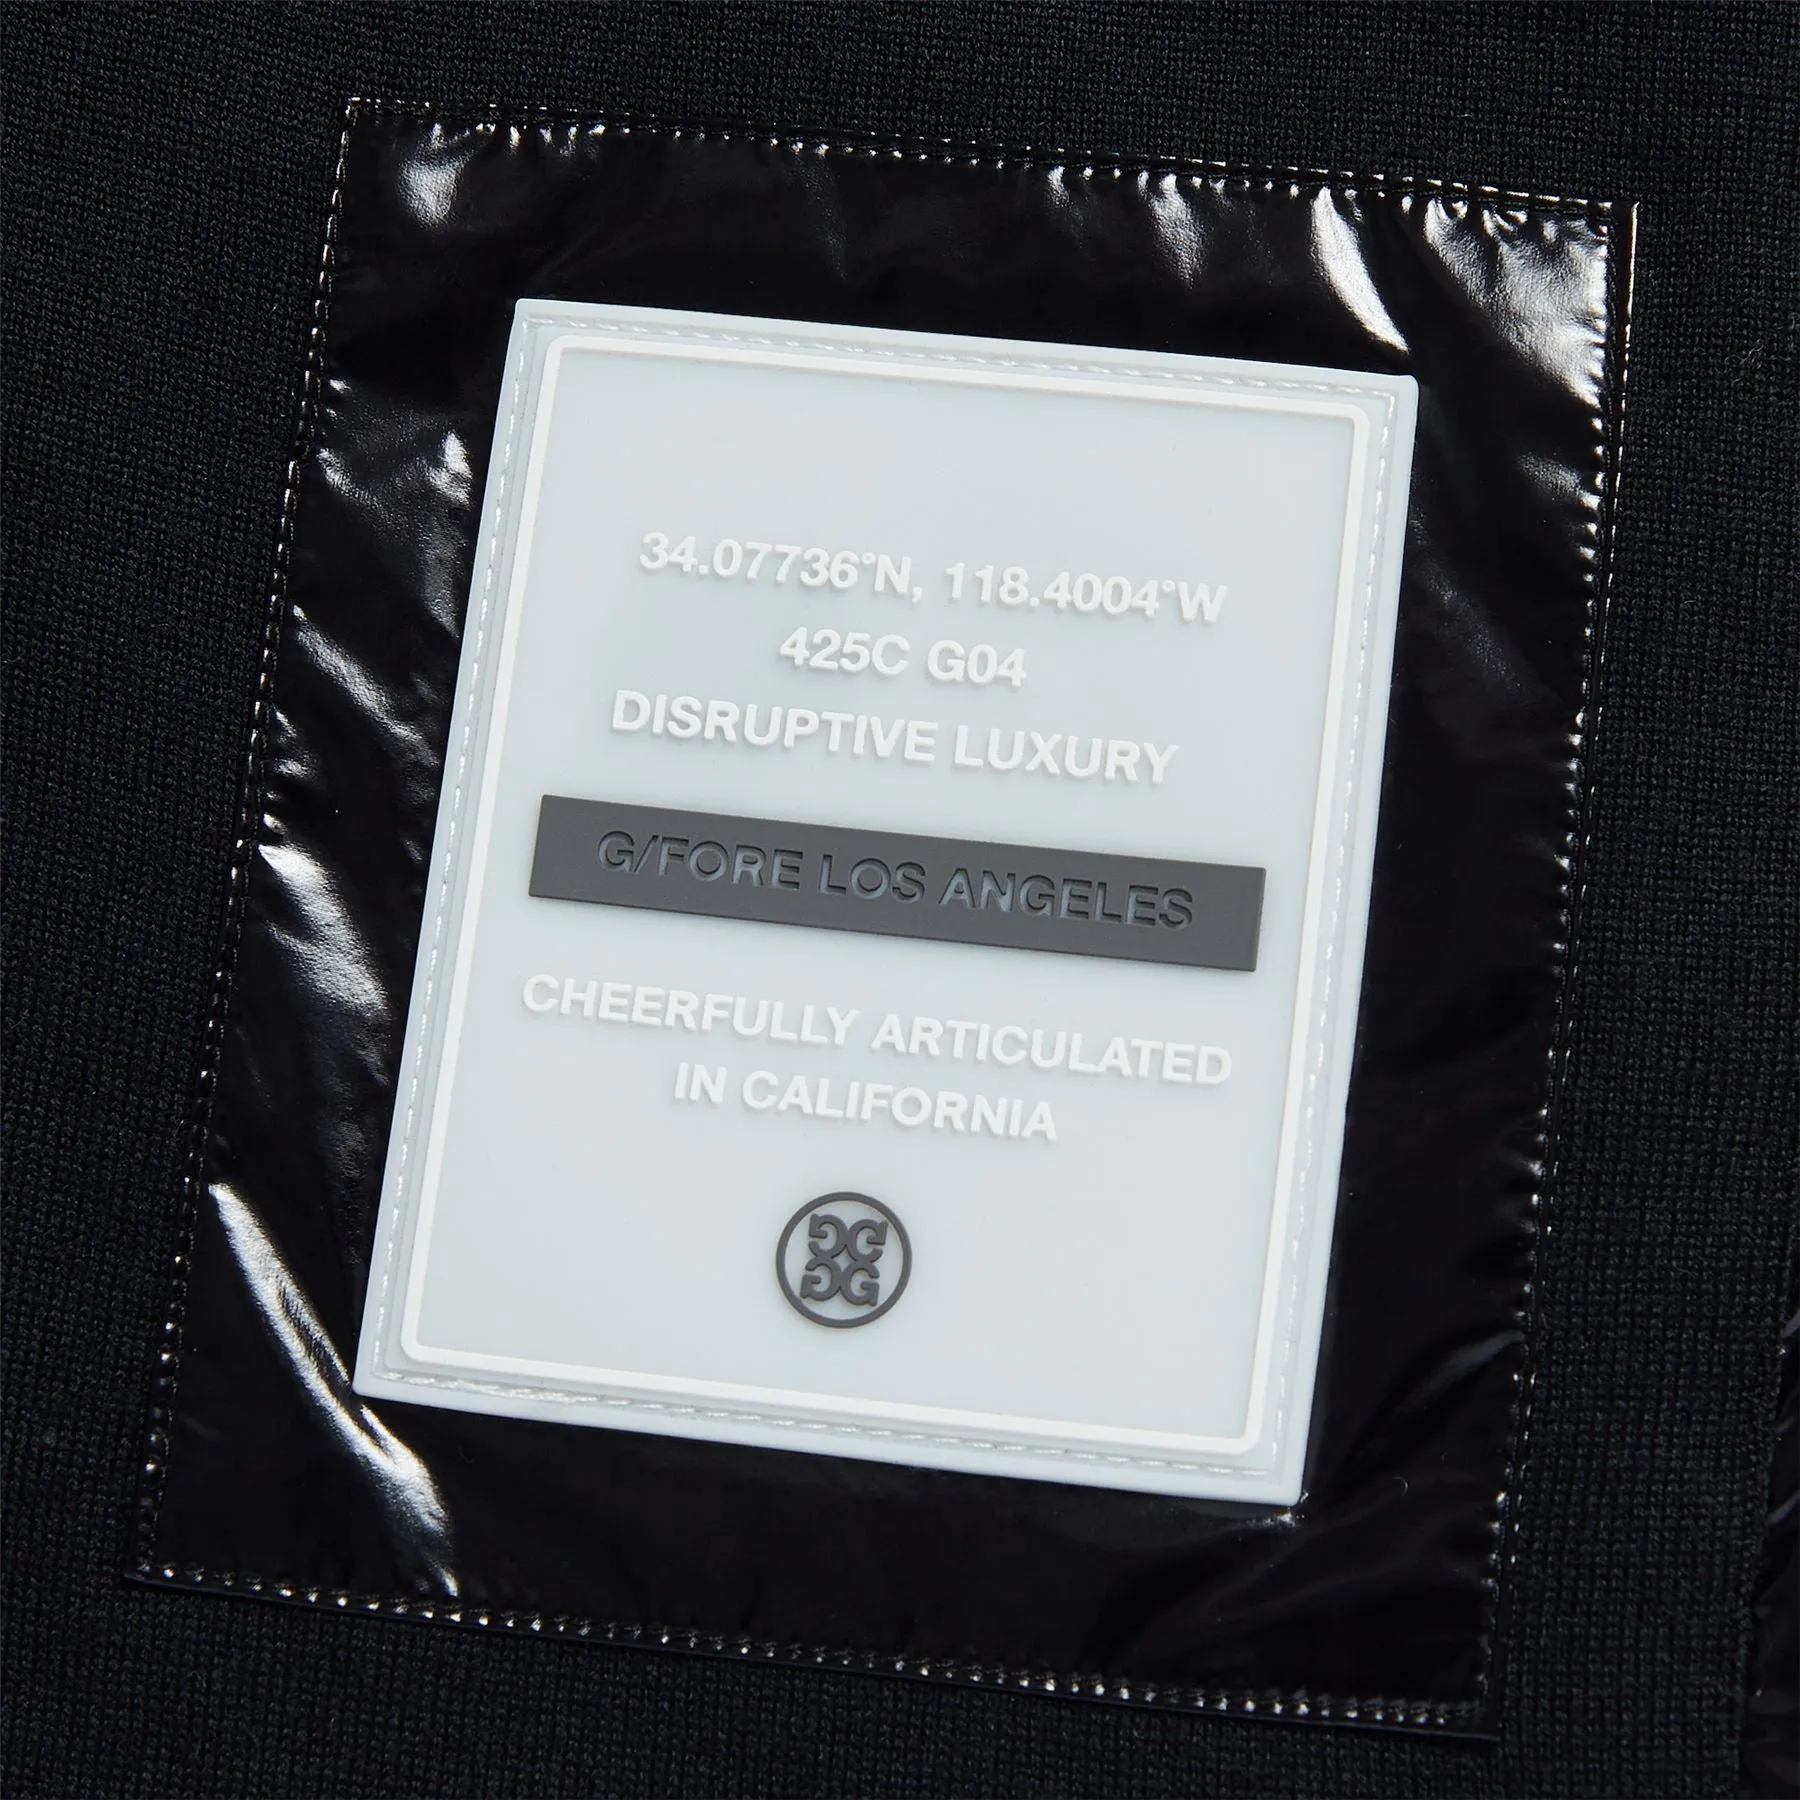 34.07736°N, 118.4004°W
425C G04
DISRUPTIVE LUXURY
G/FORE LOS ANGELES
CHEERFULLY ARTICULATED
IN CALIFORNIA